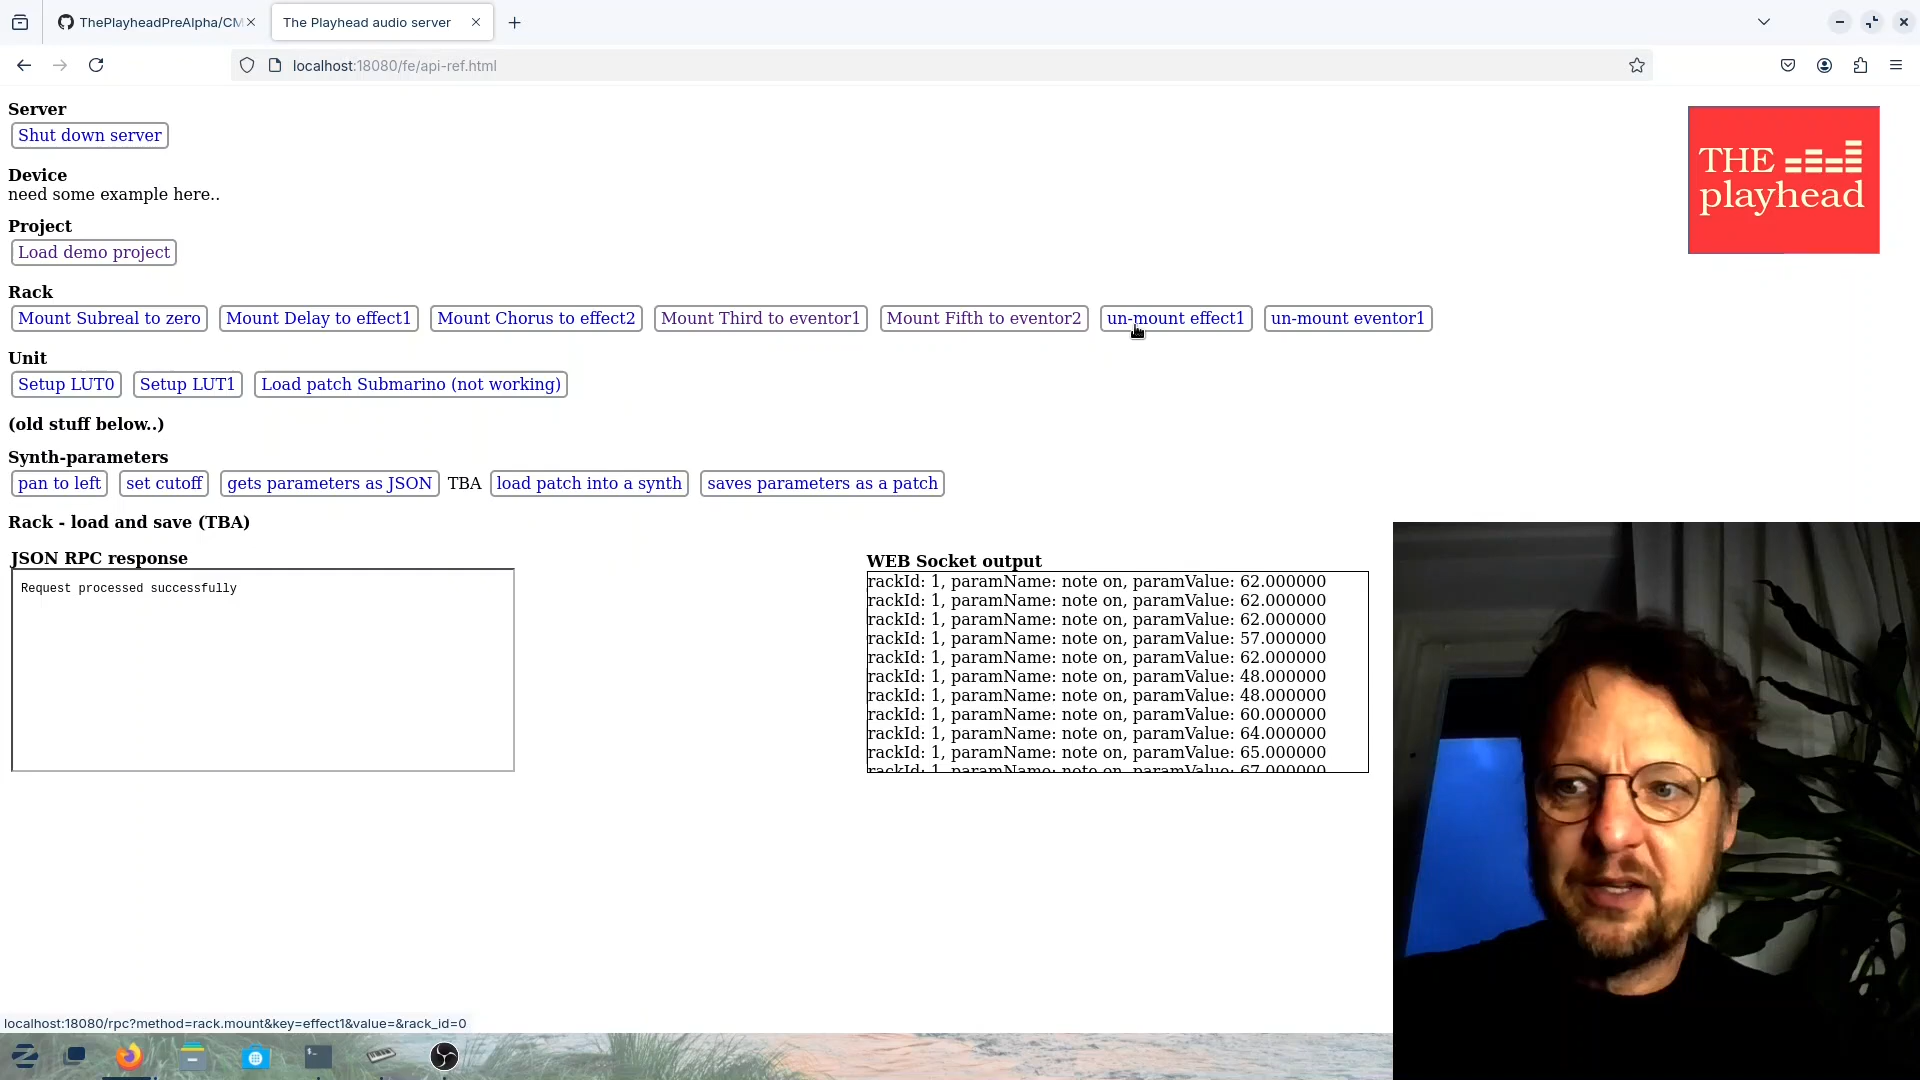 ThePlayheadPreAlpha/CM
The Playhead audio server
localhost:18080/fe/api-ref.html
Server
Shut down server
Device
need some example here..
Project
Load demo project
Rack
Mount Subreal to zero Mount Delay to effect1 Mount Chorus to effect2 Mount Third to eventor1 Mount Fifth to eventor2 un-mount effect1 un-mount eventor1
Unit
Setup LUT0 Setup LUT1 Load patch Submarino (not working)
(old stuff below..)
Synth-parameters
pan to left set cutoff gets parameters as JSON TBA load patch into a synth saves parameters as a patch
Rack - load and save (TBA)
JSON RPC response
Request processed successfully
WEB Socket output
rackId: 1, paramName: note on, paramValue: 62.000000
rackId: 1, paramName: note on, paramValue: 62.000000
rackId: 1, paramName: note on, paramValue: 62.000000
rackId: 1, paramName: note on, paramValue: 57.000000
rackId: 1, paramName: note on, paramValue: 62.000000
rackId: 1, paramName: note on, paramValue: 48.000000
rackId: 1, paramName: note on, paramValue: 48.000000
rackId: 1, paramName: note on, paramValue: 60.000000
rackId: 1, paramName: note on, paramValue: 64.000000
rackId: 1, paramName: note on, paramValue: 65.000000
rackId: 1, paramName: note on, paramValue: 67.000000
THE
playhead
localhost:18080/rpc?method=rack.mount&key=effect1&value=&rack_id=0